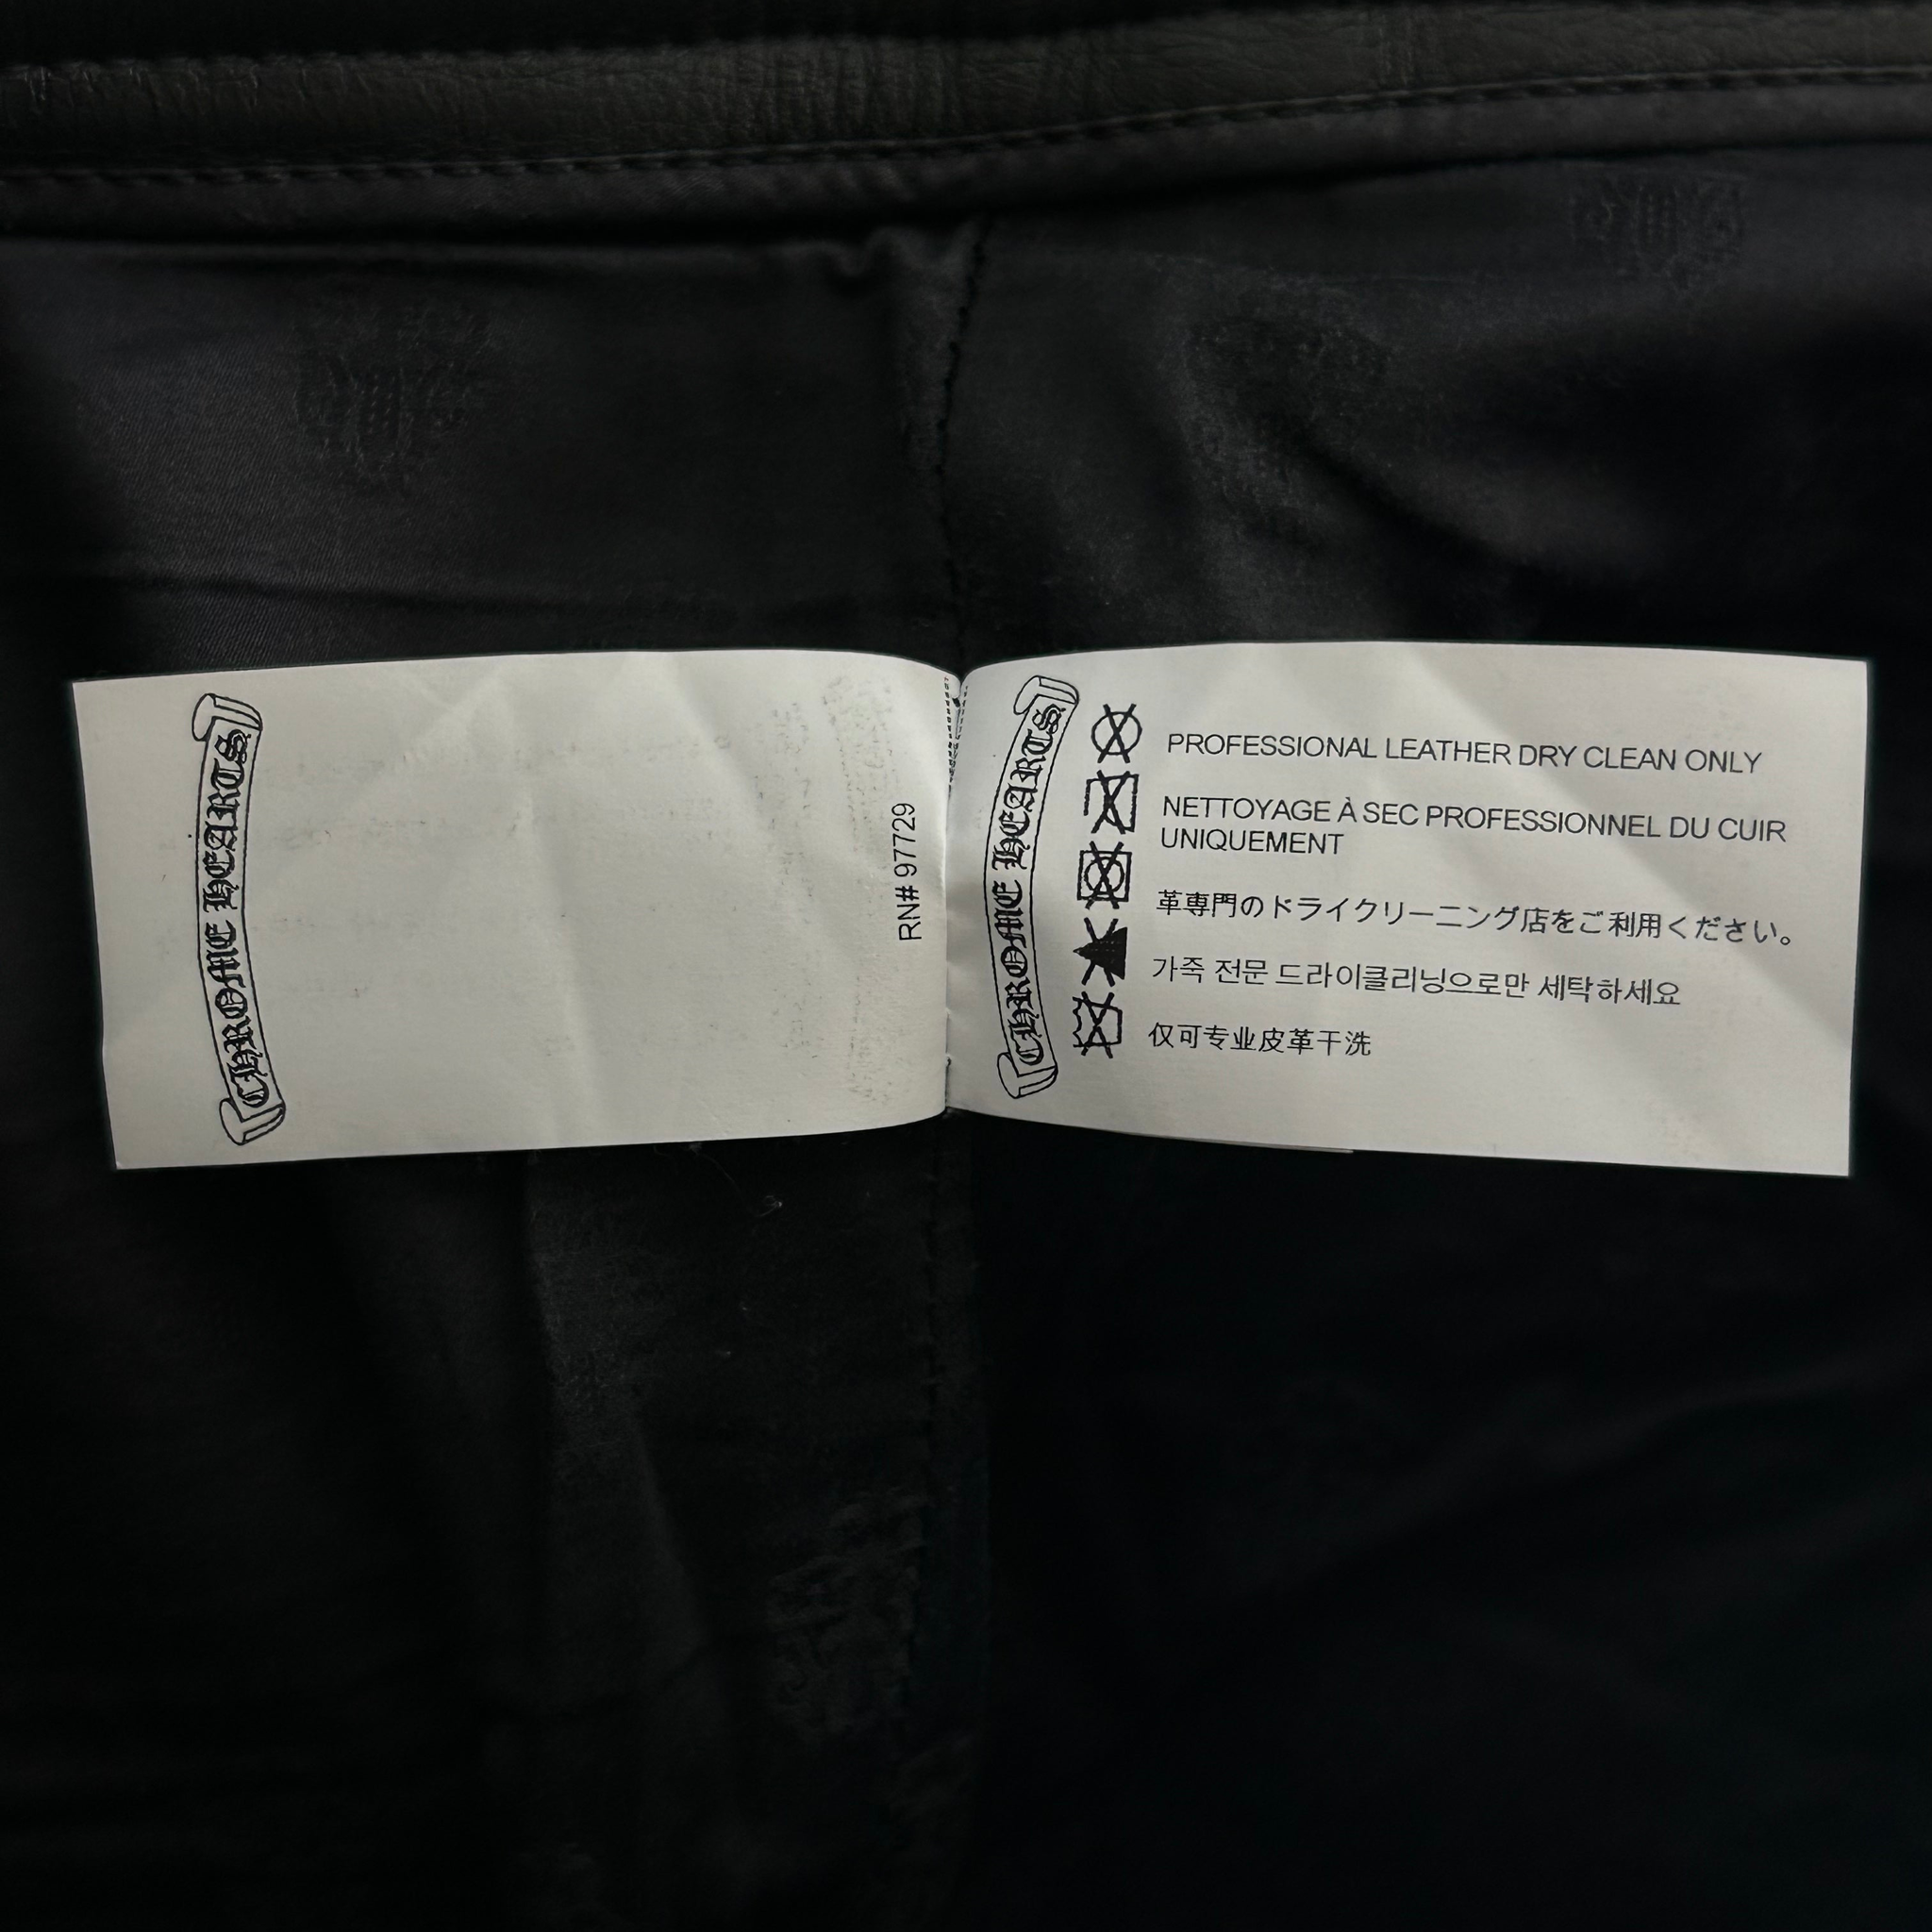 CHROME HEARTS
RN# 97729
CHROME HEARTS
PROFESSIONAL LEATHER DRY CLEAN ONLY
NETTOYAGE À SEC PROFESSIONNEL DU CUIR
UNIQUEMENT
革専門のドライクリーニング店をご利用ください。
가죽 전문 드라이클리닝으로만 세탁하세요
仅可专业皮革干洗